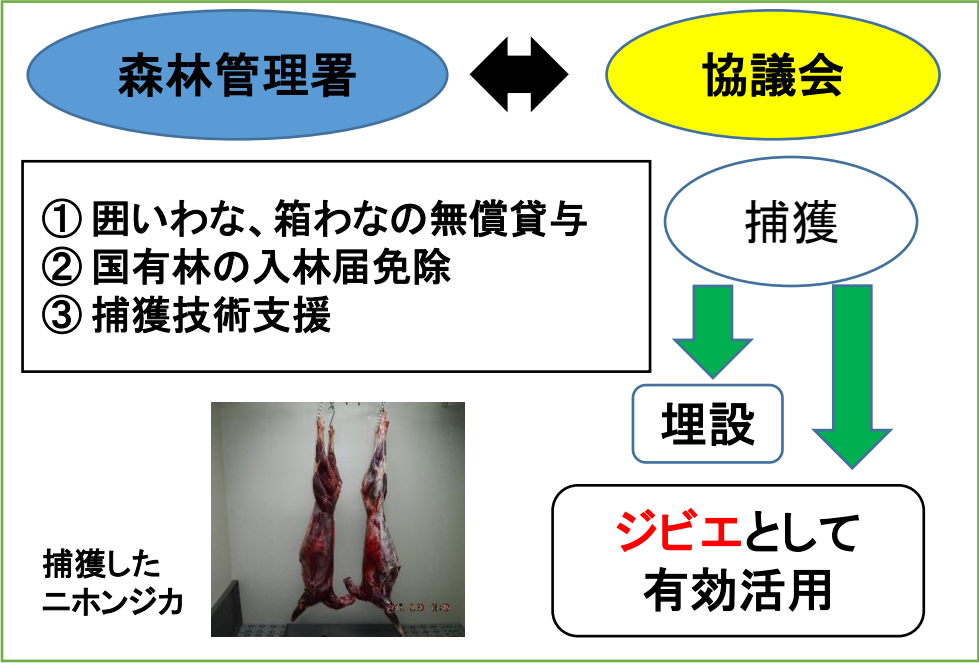 森林管理署
協議会
① 囲いわな、箱わなの無償貸与
② 国有林の入林届免除
③ 捕獲技術支援
捕獲
埋設
ジビエとして
有効活用
捕獲した
ニホンジカ